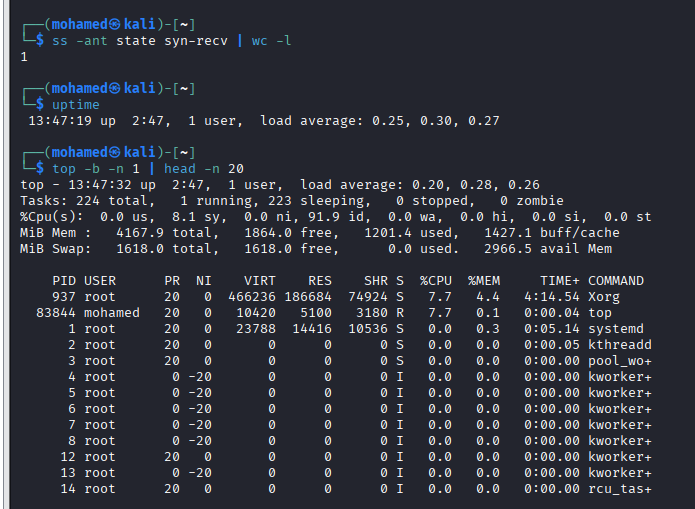 ┌──(mohamed㉿kali)-[~]
└─$ ss -ant state syn-recv | wc -l
1
┌──(mohamed㉿kali)-[~]
└─$ uptime
 13:47:19 up  2:47,  1 user,  load average: 0.25, 0.30, 0.27
┌──(mohamed㉿kali)-[~]
└─$ top -b -n 1 | head -n 20
top - 13:47:32 up  2:47,  1 user,  load average: 0.20, 0.28, 0.26
Tasks: 224 total,   1 running, 223 sleeping,   0 stopped,   0 zombie
%Cpu(s):  0.0 us,  8.1 sy,  0.0 ni, 91.9 id,  0.0 wa,  0.0 hi,  0.0 si,  0.0 st
MiB Mem :   4167.9 total,   1864.0 free,   1201.4 used,   1427.1 buff/cache
MiB Swap:   1618.0 total,   1618.0 free,      0.0 used.   2966.5 avail Mem
    PID USER      PR  NI    VIRT    RES    SHR S  %CPU  %MEM     TIME+ COMMAND
    937 root      20   0  466236 186684  74924 S   7.7   4.4   4:14.54 Xorg
  83844 mohamed   20   0   10420   5100   3180 R   7.7   0.1   0:00.04 top
      1 root      20   0   23788  14416  10536 S   0.0   0.3   0:05.14 systemd
      2 root      20   0       0      0      0 S   0.0   0.0   0:00.05 kthreadd
      3 root      20   0       0      0      0 S   0.0   0.0   0:00.00 pool_wo+
      4 root       0 -20       0      0      0 I   0.0   0.0   0:00.00 kworker+
      5 root       0 -20       0      0      0 I   0.0   0.0   0:00.00 kworker+
      6 root       0 -20       0      0      0 I   0.0   0.0   0:00.00 kworker+
      7 root       0 -20       0      0      0 I   0.0   0.0   0:00.00 kworker+
      8 root       0 -20       0      0      0 I   0.0   0.0   0:00.00 kworker+
     12 root      20   0       0      0      0 I   0.0   0.0   0:00.00 kworker+
     13 root       0 -20       0      0      0 I   0.0   0.0   0:00.00 kworker+
     14 root      20   0       0      0      0 I   0.0   0.0   0:00.00 rcu_tas+